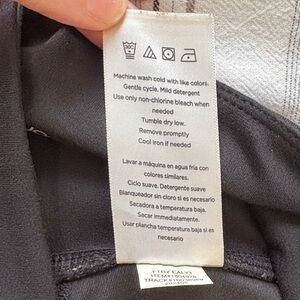 Machine wash cold with like colors.
Gentle cycle. Mild detergent
Use only non-chlorine bleach when
needed
Tumble dry low.
Remove promptly
Cool Iron if needed
Lavar a máquina en agua fria con
colores similares.
Ciclo suave. Detergente suave
Blanqueador sin cloro si es necesario
Secadora a temperatura baja.
Sacar immediatamente.
Usar plancha temperatura baja si es
necesario